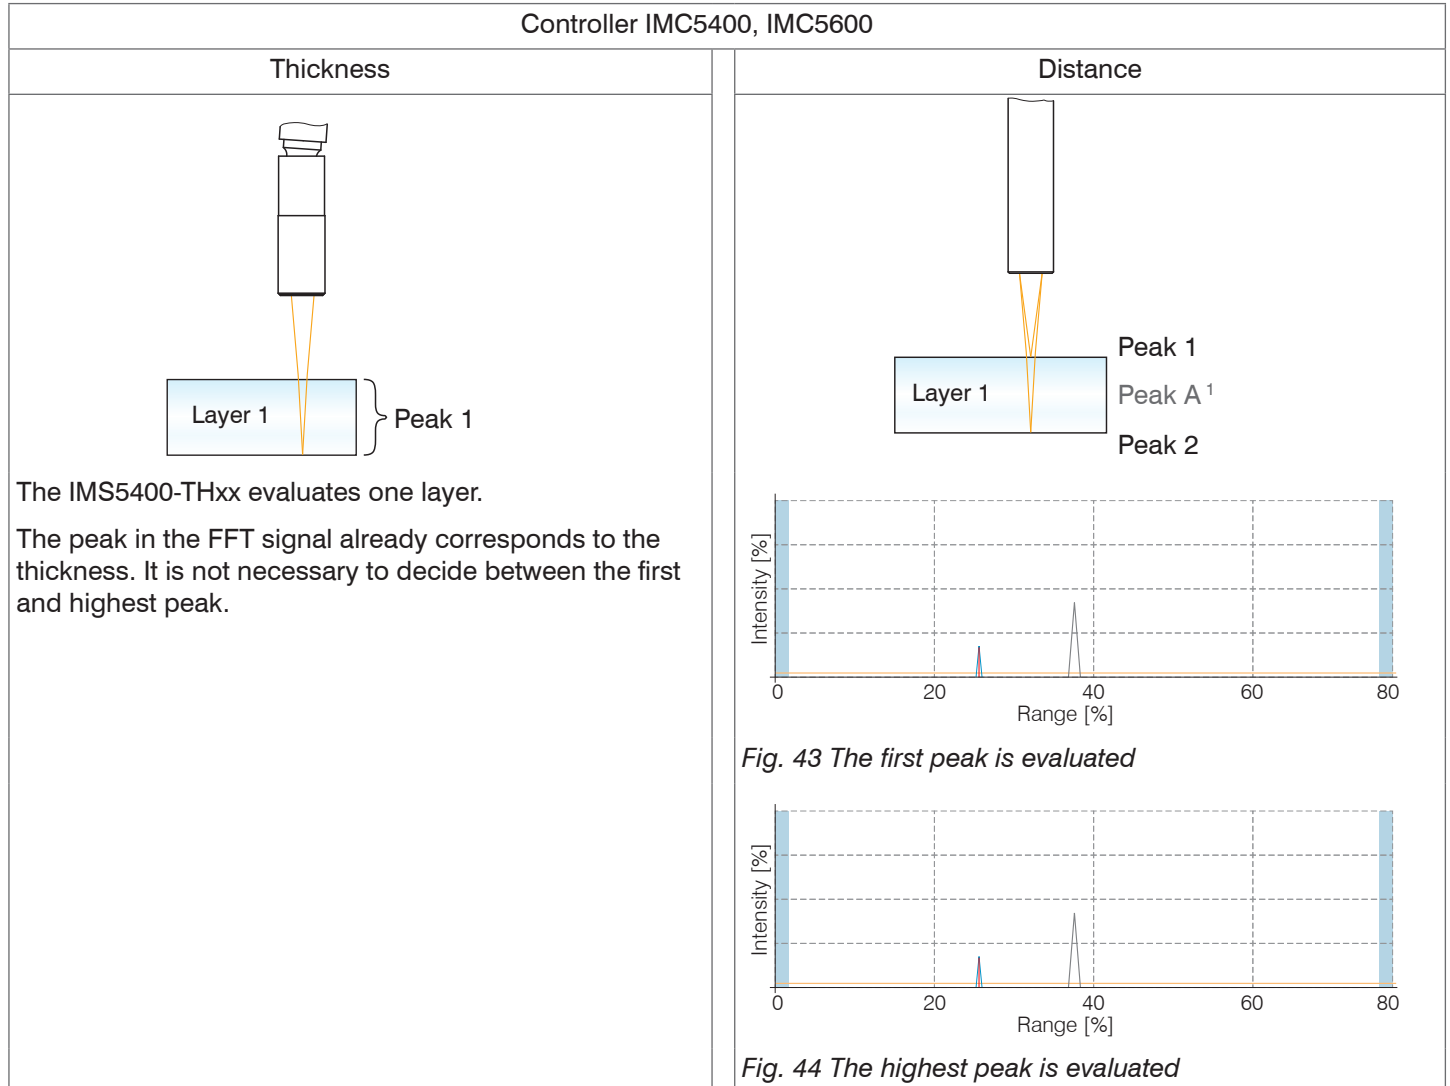 Controller IMC5400, IMC5600
Thickness
Layer 1
Peak 1
The IMS5400-THxx evaluates one layer.
The peak in the FFT signal already corresponds to the
thickness. It is not necessary to decide between the first
and highest peak.
Distance
Peak 1
Layer 1
Peak A 1
Peak 2
Intensity [%]
0 20 40 60 80
Range [%]
Fig. 43 The first peak is evaluated
Intensity [%]
0 20 40 60 80
Range [%]
Fig. 44 The highest peak is evaluated